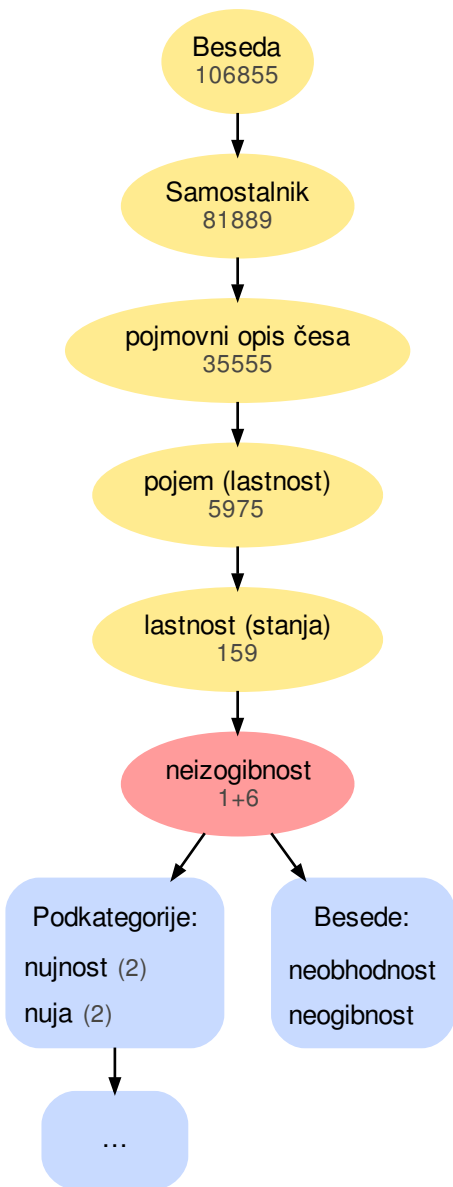 Beseda
106855
Samostalnik
81889
pojmovni opis česa
35555
pojem (lastnost)
5975
lastnost (stanja)
159
neizogibnost
1+6
Podkategorije:
nujnost (2)
nuja (2)
Besede:
neobhodnost
neogibnost
...